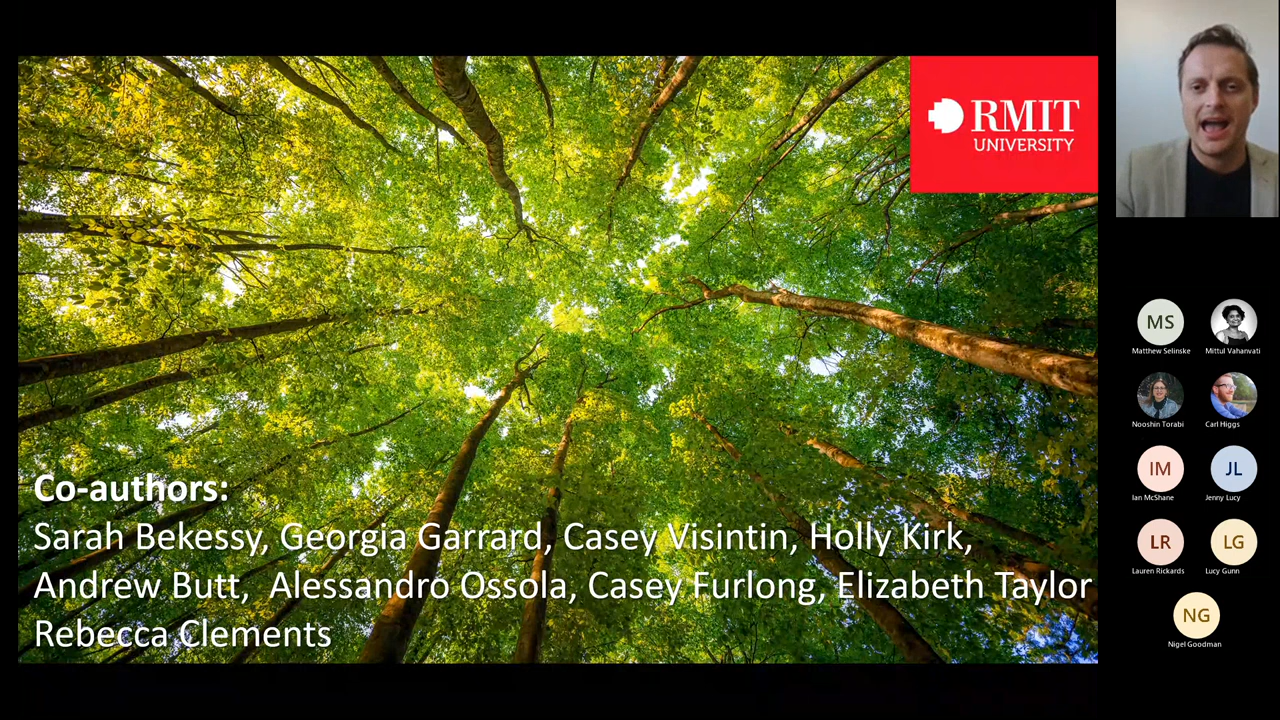 RMIT
UNIVERSITY
Co-authors:
Sarah Bekessy, Georgia Garrard, Casey Visintin, Holly Kirk,
Andrew Butt, Alessandro Ossola, Casey Furlong, Elizabeth Taylor
Rebecca Clements
MS
Matthew Selinske
Mittul Vahanvati
Nooshin Torabi
Carl Higgs
IM
Ian McShane
JL
Jenny Lucy
LR
Lauren Rickards
LG
Lucy Gunn
NG
Nigel Goodman